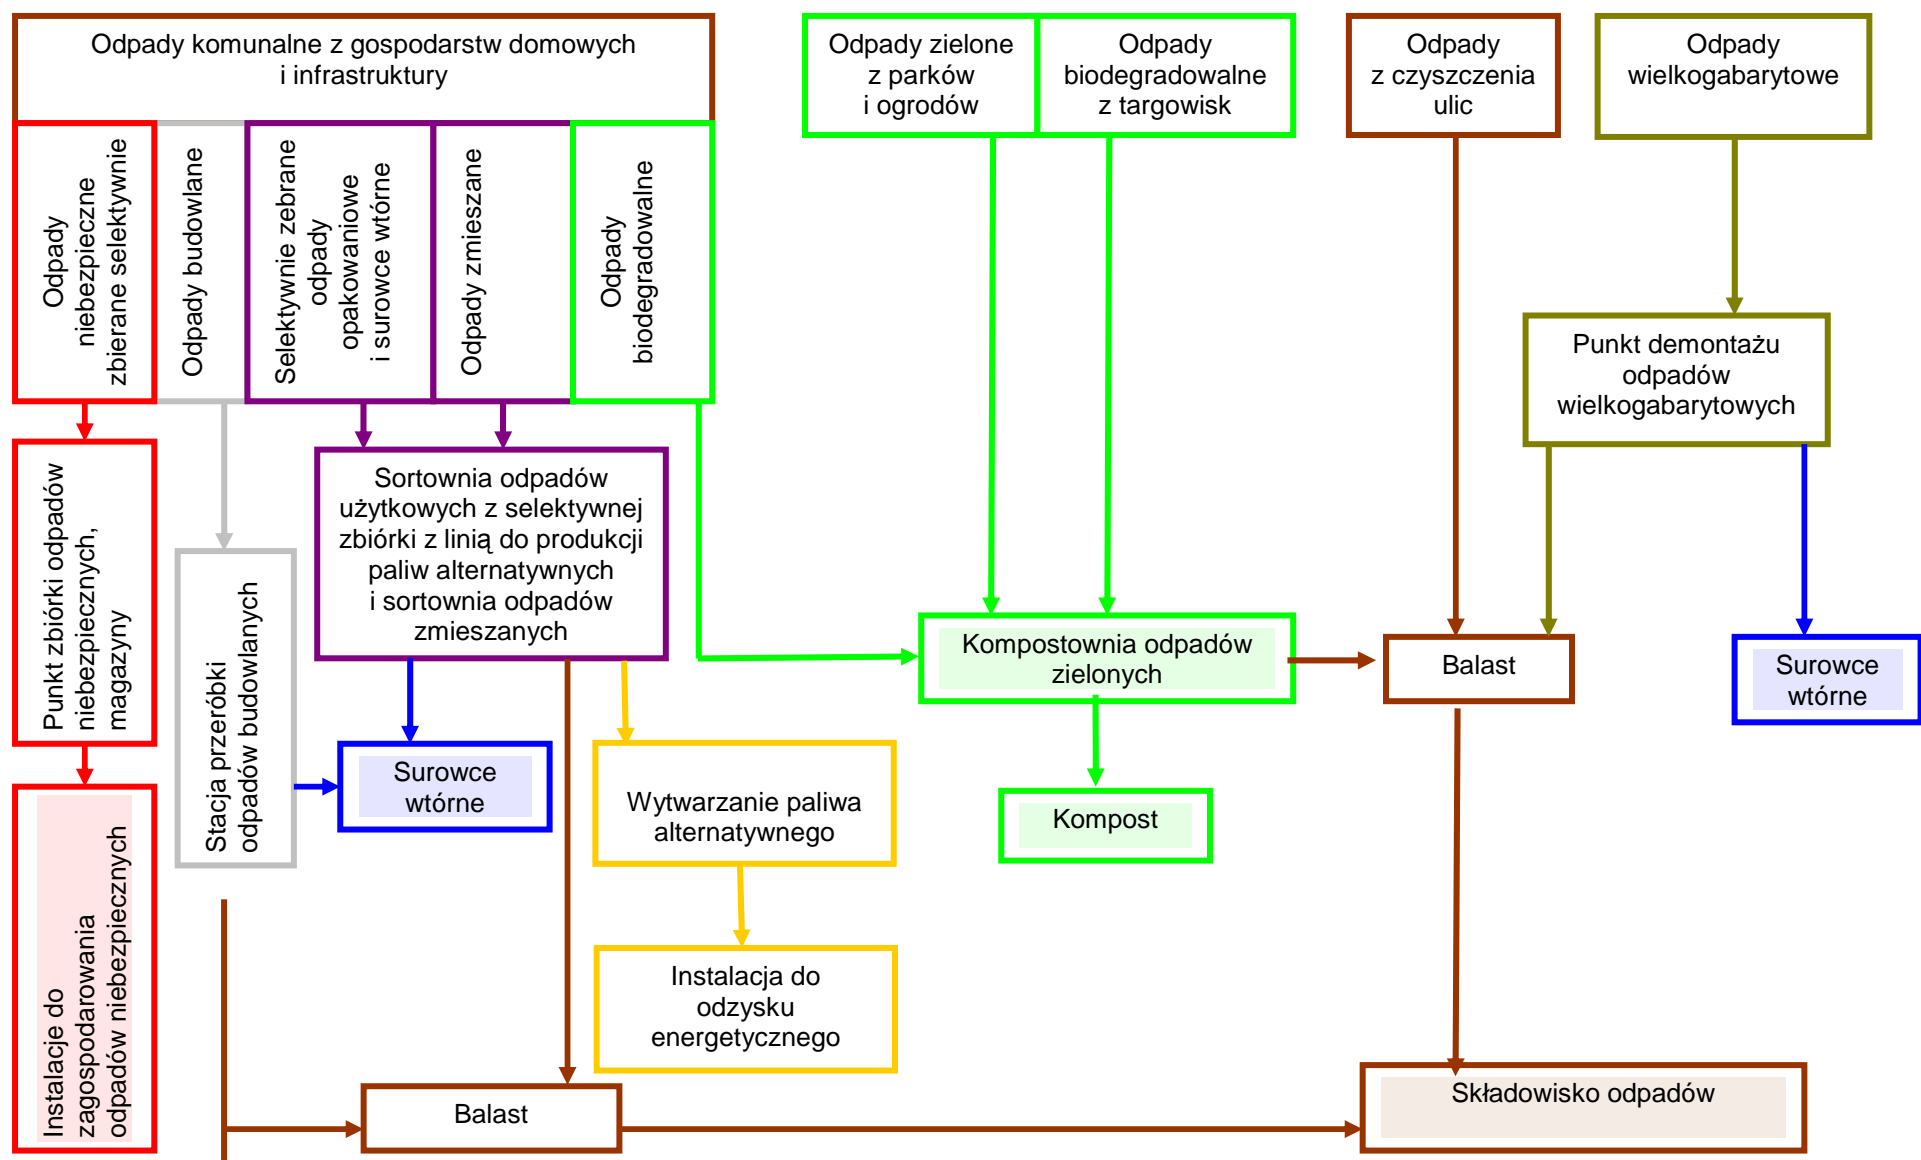 Odpady komunalne z gospodarstw domowych
i infrastruktury
Odpady zielone
z parków
i ogrodów
Odpady
biodegradowalne
z targowisk
Odpady
z czyszczenia
ulic
Odpady
wielkogabarytowe
Odpady
niebezpieczne
zbierane selektywnie
Odpady budowlane
Selektywnie zebrane
odpady
opakowaniowe
i surowce wtórne
Odpady zmieszane
Odpady
biodegradowalne
Punkt demontażu
odpadów
wielkogabarytowych
Punkt zbiórki odpadów
niebezpiecznych,
magazyny
Stacja przeróbki
odpadów budowlanych
Sortownia odpadów
użytkowych z selektywnej
zbiórki z linią do produkcji
paliw alternatywnych
i sortownia odpadów
zmieszanych
Kompostownia odpadów
zielonych
Balast
Surowce
wtórne
Surowce
wtórne
Wytwarzanie paliwa
alternatywnego
Kompost
Instalacje do
zagospodarowania
odpadów niebezpiecznych
Instalacja do
odzysku
energetycznego
Balast
Składowisko odpadów